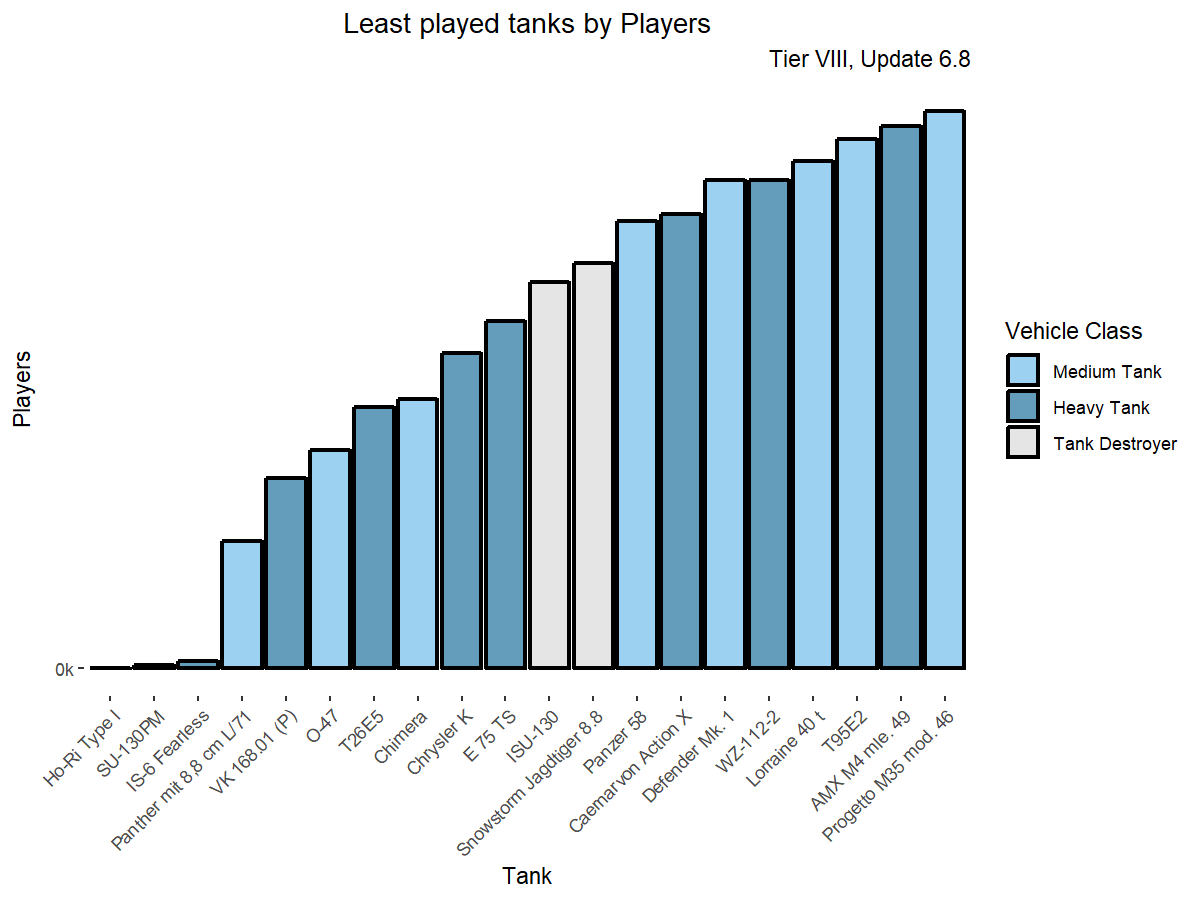 Least played tanks by Players
Tier VIII, Update 6.8
Players
0k
Ho-Ri Type I
SU-130PM
IS-6 Fearless
Panther mit 8,8 cm L/71
VK 168.01 (P)
O-47
T26E5
Chimera
Chrysler K
E 75 TS
ISU-130
Snowstorm Jagdtiger 8.8
Panzer 58
Caernarvon Action X
Defender Mk. 1
WZ-112-2
Lorraine 40 t
T95E2
AMX M4 mle. 49
Progetto M35 mod. 46
Tank
Vehicle Class
Medium Tank
Heavy Tank
Tank Destroyer